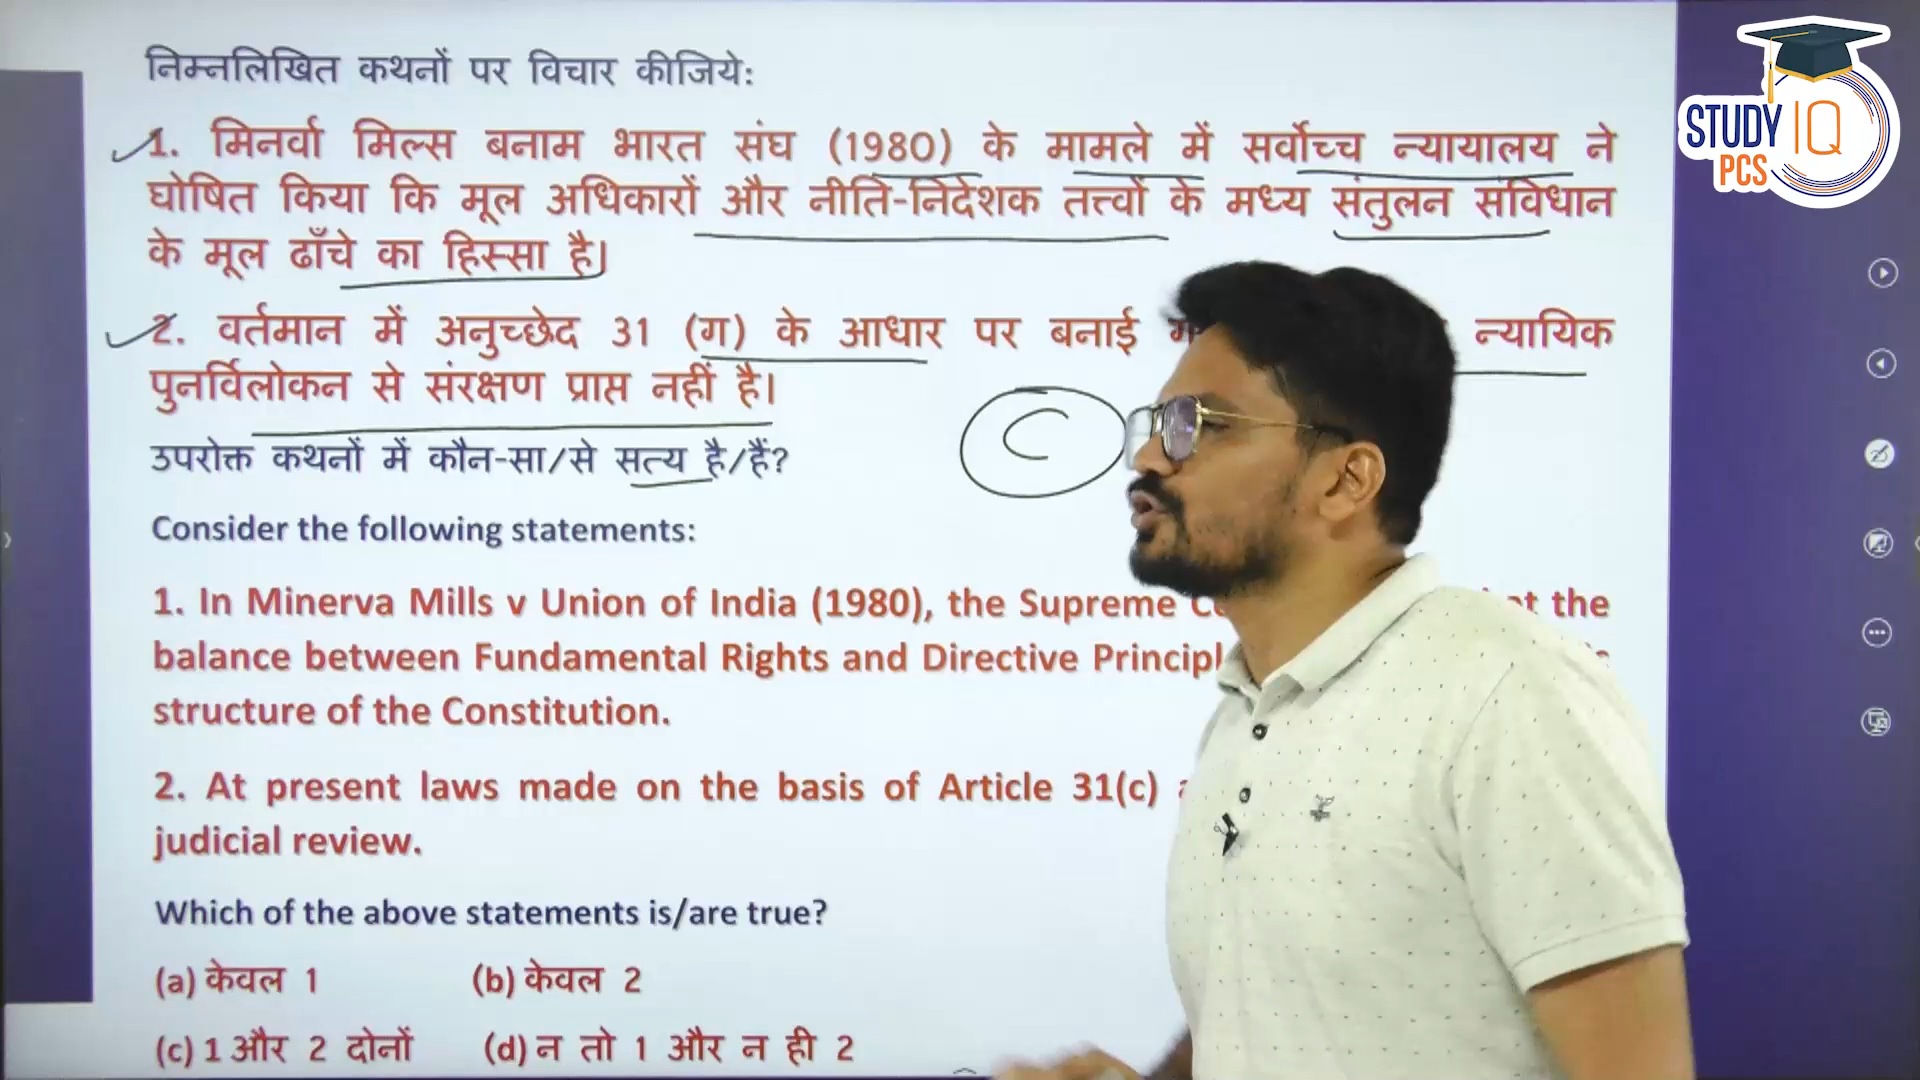 निम्नलिखित कथनों पर विचार कीजिये:
1. मिनर्वा मिल्स बनाम भारत संघ (1980) के मामले में सर्वोच्च न्यायालय ने
घोषित किया कि मूल अधिकारों और नीति-निदेशक तत्त्वों के मध्य संतुलन संविधान
के मूल ढाँचे का हिस्सा है।
2. वर्तमान में अनुच्छेद 31 (ग) के आधार पर बनाई न्यायिक
पुनर्विलोकन से संरक्षण प्राप्त नहीं है।
C
उपरोक्त कथनों में कौन-सा/से सत्य है/हैं?
Consider the following statements:
1. In Minerva Mills v Union of India (1980), the Supreme the
balance between Fundamental Rights and Directive
structure of the Constitution.
2. At present laws made on the basis of Article 31(c)
judicial review.
Which of the above statements is/are true?
(a) केवल 1 (b) केवल 2
(c) 1 और 2 दोनों (d) न तो 1 और न ही 2
STUDY IQ
PCS